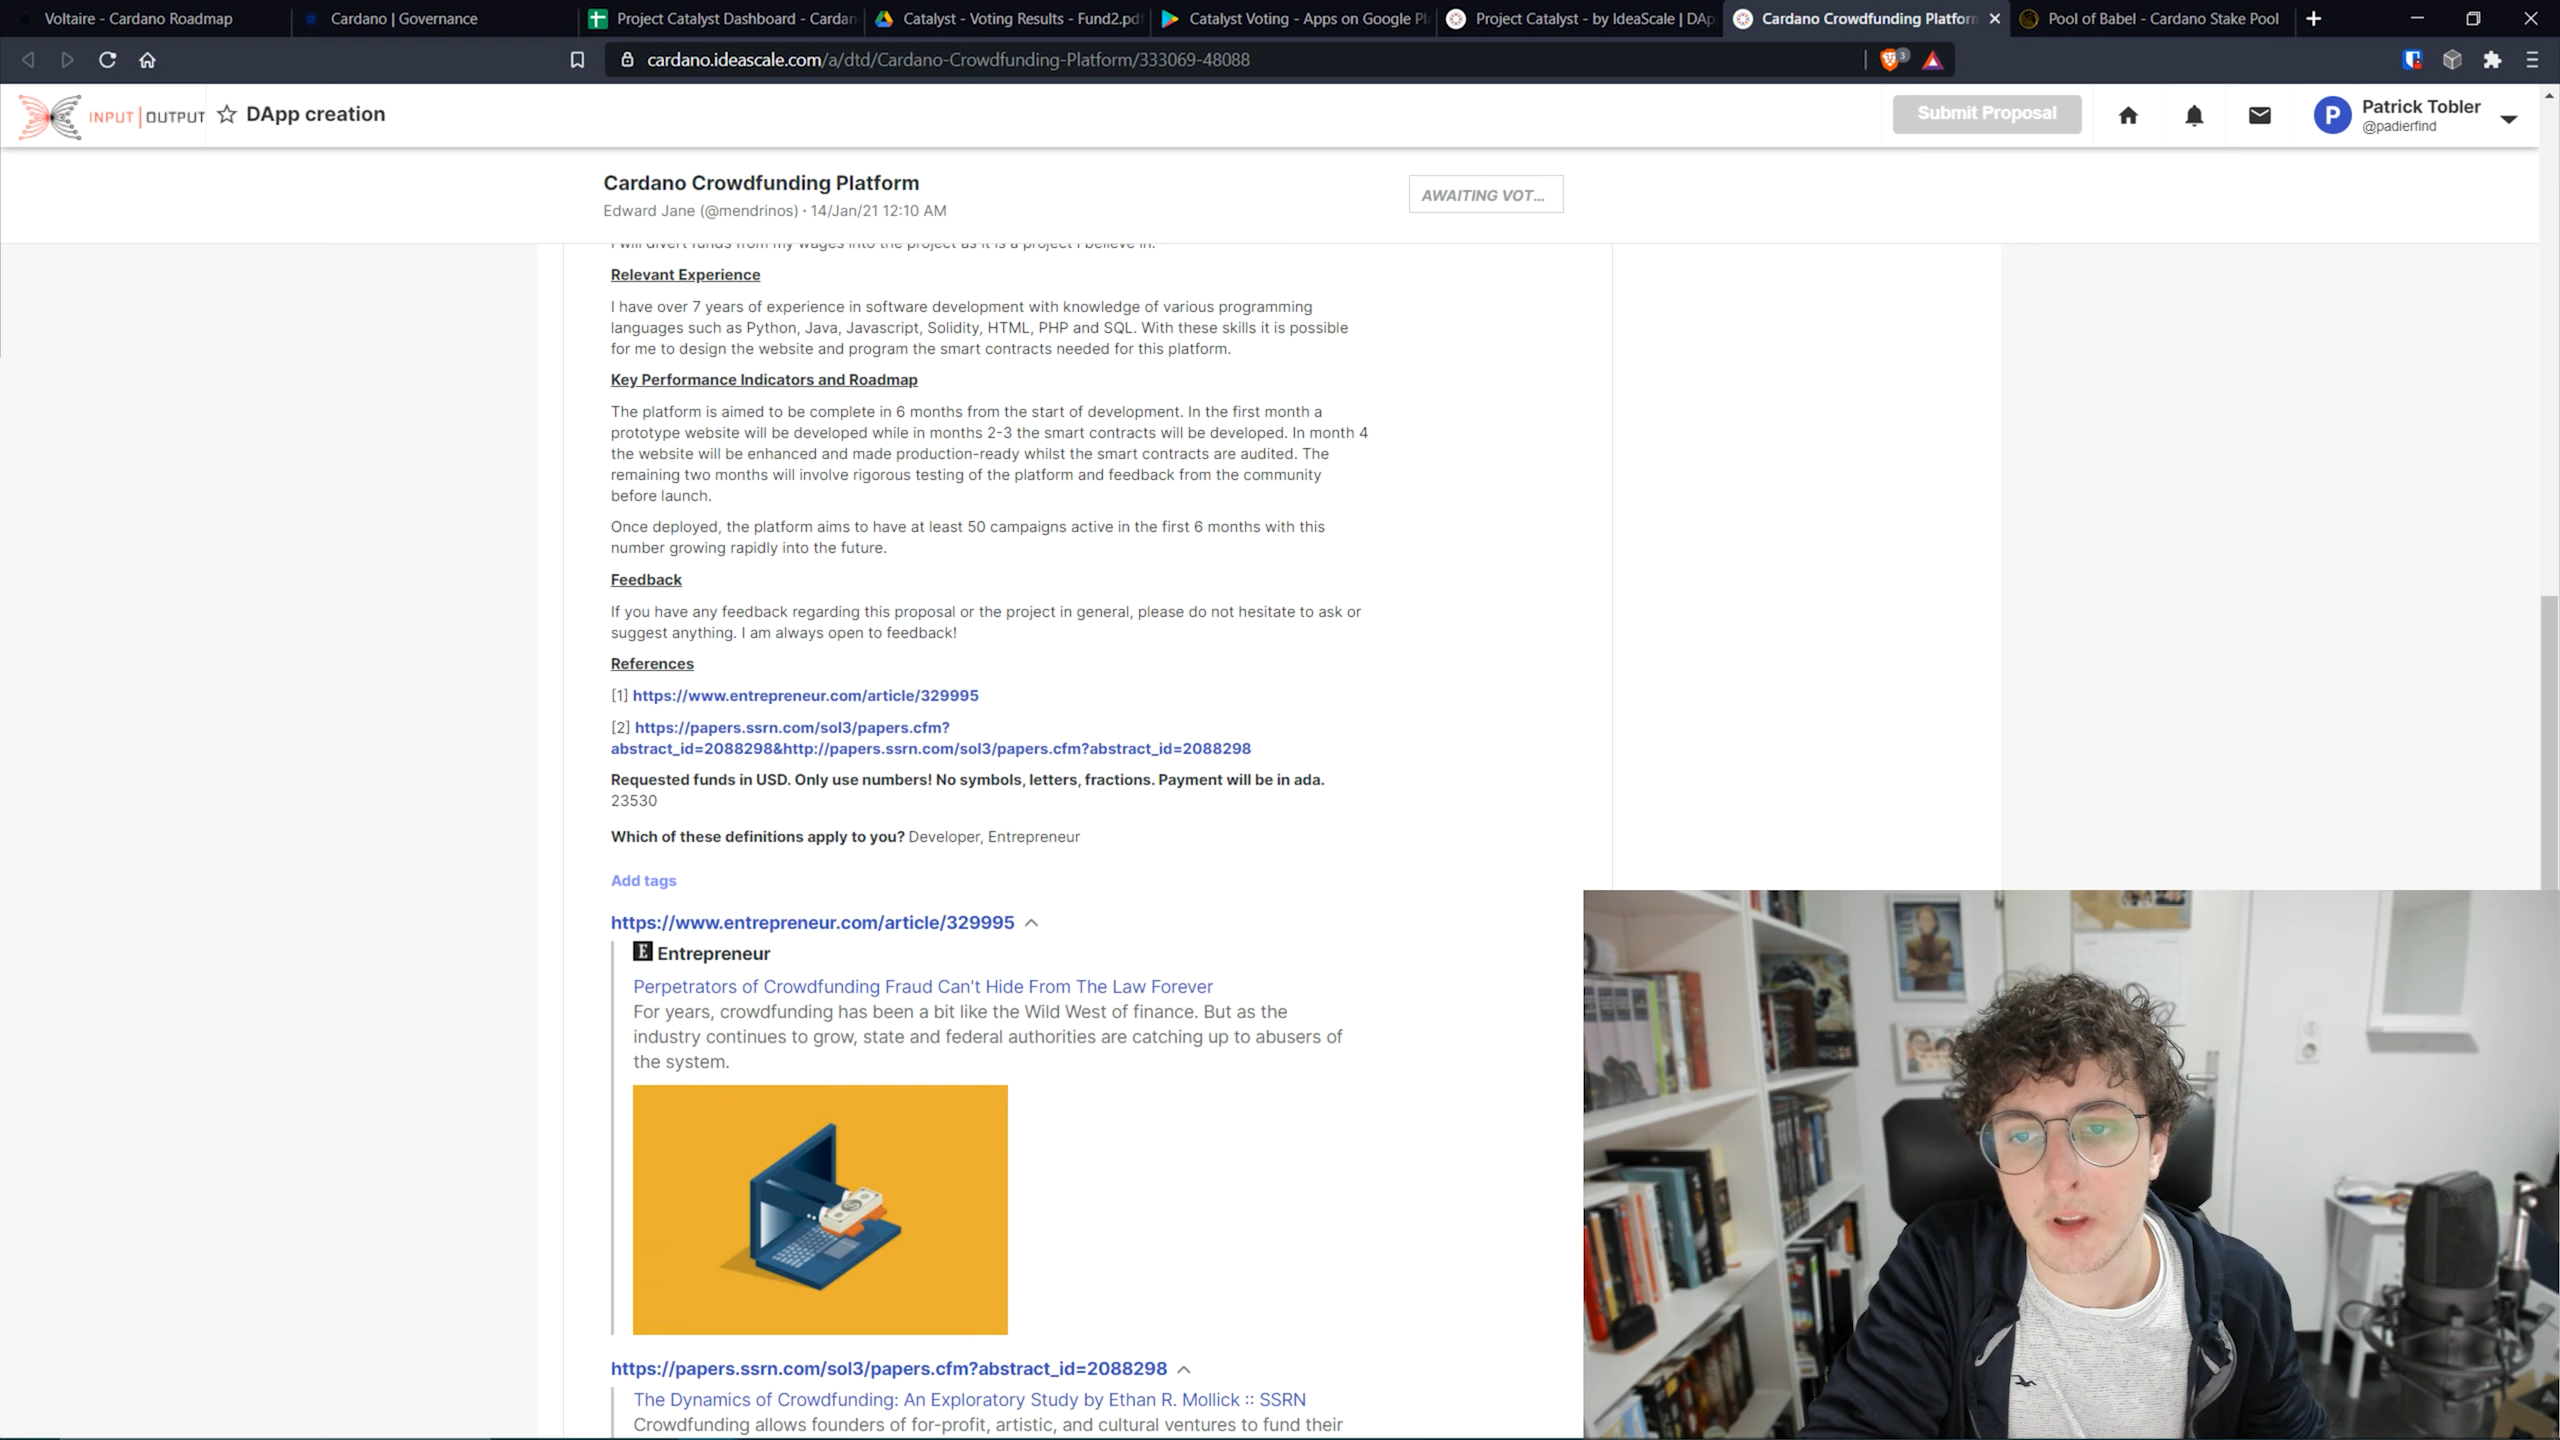 Voltaire - Cardano Roadmap
Cardano | Governance
Project Catalyst Dashboard - Cardan
Catalyst - Voting Results - Fund2.pdf
Catalyst Voting - Apps on Google Pl
Project Catalyst - by IdeaScale | DAp
Cardano Crowdfunding Platform
Pool of Babel - Cardano Stake Pool
cardano.ideascale.com/a/dtd/Cardano-Crowdfunding-Platform/333069-48088
3
INPUT | OUTPUT
DApp creation
Submit Proposal
P
Patrick Tobler
@padierfind
Cardano Crowdfunding Platform
Edward Jane (@mendrinos) · 14/Jan/21 12:10 AM
AWAITING VOT...
I will divert funds from my wages into the project as it is a project I believe in.
Relevant Experience
I have over 7 years of experience in software development with knowledge of various programming
languages such as Python, Java, Javascript, Solidity, HTML, PHP and SQL. With these skills it is possible
for me to design the website and program the smart contracts needed for this platform.
Key Performance Indicators and Roadmap
The platform is aimed to be complete in 6 months from the start of development. In the first month a
prototype website will be developed while in months 2-3 the smart contracts will be developed. In month 4
the website will be enhanced and made production-ready whilst the smart contracts are audited. The
remaining two months will involve rigorous testing of the platform and feedback from the community
before launch.
Once deployed, the platform aims to have at least 50 campaigns active in the first 6 months with this
number growing rapidly into the future.
Feedback
If you have any feedback regarding this proposal or the project in general, please do not hesitate to ask or
suggest anything. I am always open to feedback!
References
[1] https://www.entrepreneur.com/article/329995
[2] https://papers.ssrn.com/sol3/papers.cfm?
abstract_id=2088298&http://papers.ssrn.com/sol3/papers.cfm?abstract_id=2088298
Requested funds in USD. Only use numbers! No symbols, letters, fractions. Payment will be in ada.
23530
Which of these definitions apply to you? Developer, Entrepreneur
Add tags
https://www.entrepreneur.com/article/329995
E Entrepreneur
Perpetrators of Crowdfunding Fraud Can't Hide From The Law Forever
For years, crowdfunding has been a bit like the Wild West of finance. But as the
industry continues to grow, state and federal authorities are catching up to abusers of
the system.
https://papers.ssrn.com/sol3/papers.cfm?abstract_id=2088298
The Dynamics of Crowdfunding: An Exploratory Study by Ethan R. Mollick :: SSRN
Crowdfunding allows founders of for-profit, artistic, and cultural ventures to fund their